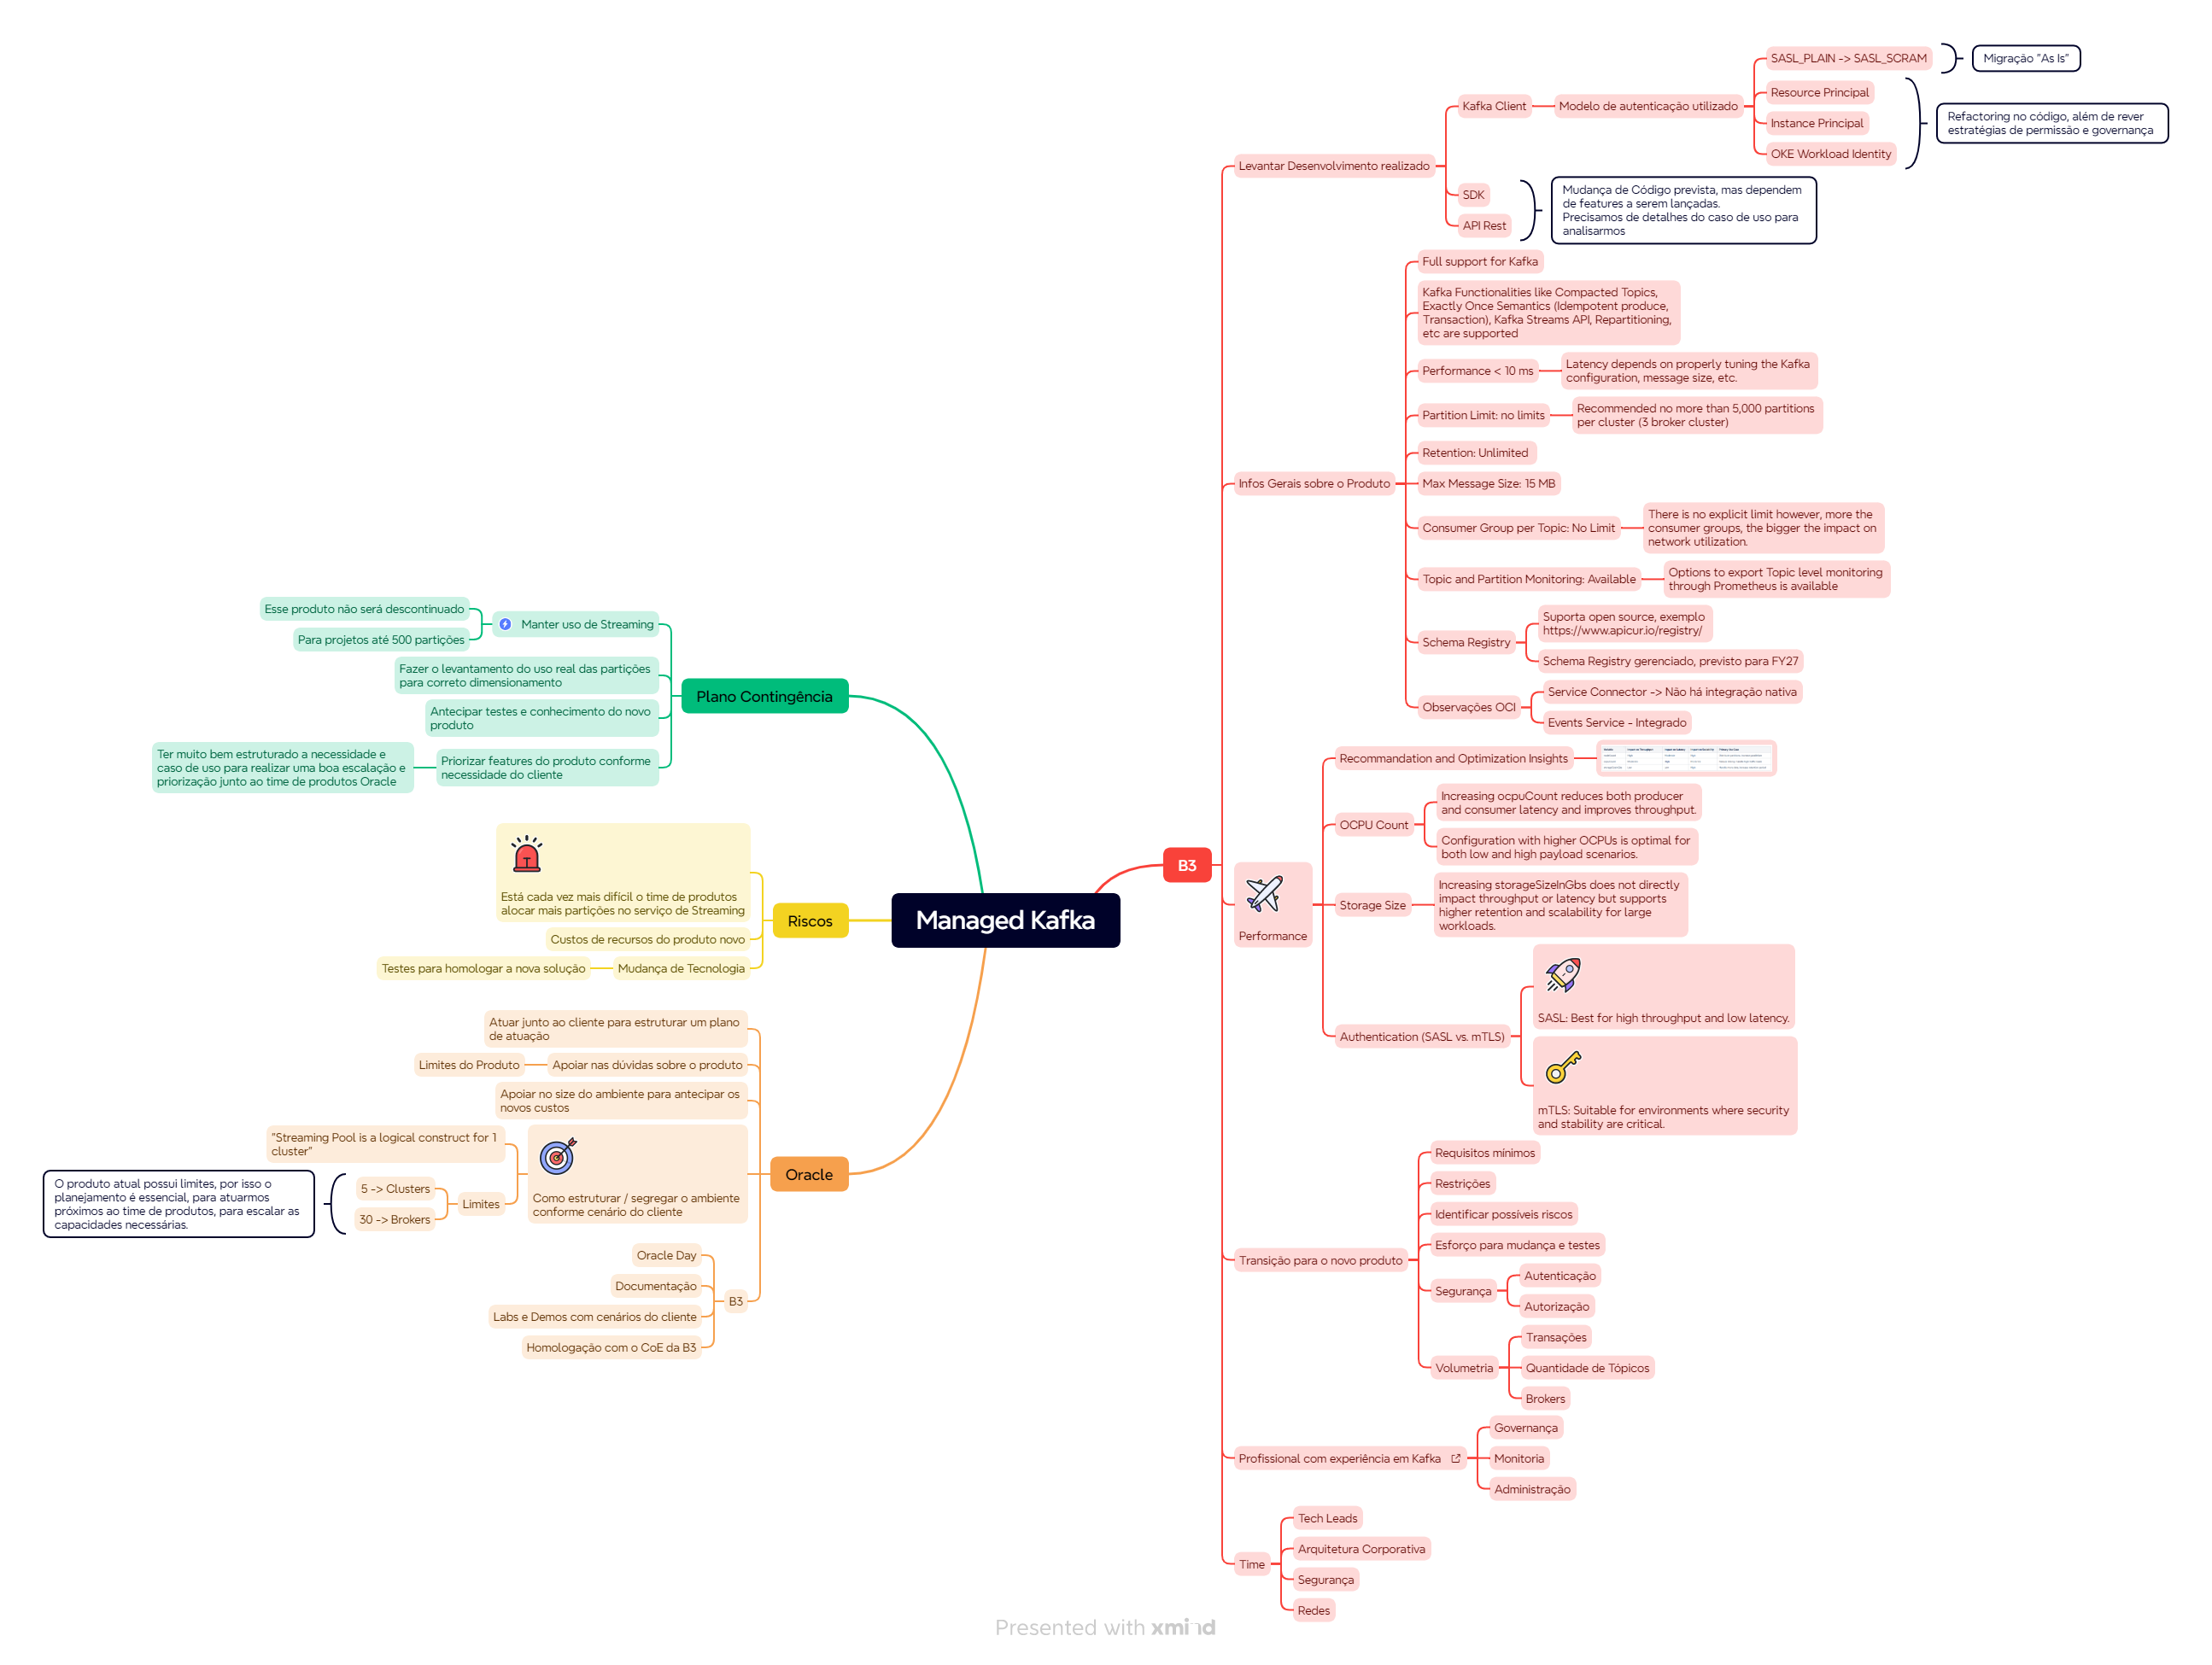 Managed Kafka
B3
Levantar Desenvolvimento realizado
Kafka Client
Modelo de autenticação utilizado
SASL_PLAIN -> SASL_SCRAM
Migração "As Is"
Resource Principal
Instance Principal
OKE Workload Identity
Refactoring no código, além de rever
estratégias de permissão e governança
SDK
API Rest
Mudança de Código prevista, mas dependem
de features a serem lançadas.
Precisamos de detalhes do caso de uso para
analisarmos
Infos Gerais sobre o Produto
Full support for Kafka
Kafka Functionalities like Compacted Topics,
Exactly Once Semantics (Idempotent produce,
Transaction), Kafka Streams API, Repartitioning,
etc are supported
Performance < 10 ms
Latency depends on properly tuning the Kafka
configuration, message size, etc.
Partition Limit: no limits
Recommended no more than 5,000 partitions
per cluster (3 broker cluster)
Retention: Unlimited
Max Message Size: 15 MB
Consumer Group per Topic: No Limit
There is no explicit limit however, more the
consumer groups, the bigger the impact on
network utilization.
Topic and Partition Monitoring: Available
Options to export Topic level monitoring
through Prometheus is available
Schema Registry
Suporta open source, exemplo
https://www.apicur.io/registry/
Schema Registry gerenciado, previsto para FY27
Observações OCI
Service Connector -> Não há integração nativa
Events Service - Integrado
Performance
Recommandation and Optimization Insights
OCPU Count
Increasing ocpuCount reduces both producer
and consumer latency and improves throughput.
Configuration with higher OCPUs is optimal for
both low and high payload scenarios.
Storage Size
Increasing storageSizeInGbs does not directly
impact throughput or latency but supports
higher retention and scalability for large
workloads.
Authentication (SASL vs. mTLS)
SASL: Best for high throughput and low latency.
mTLS: Suitable for environments where security
and stability are critical.
Transição para o novo produto
Requisitos mínimos
Restrições
Identificar possíveis riscos
Esforço para mudança e testes
Segurança
Autenticação
Autorização
Volumetria
Transações
Quantidade de Tópicos
Brokers
Profissional com experiência em Kafka
Governança
Monitoria
Administração
Time
Tech Leads
Arquitetura Corporativa
Segurança
Redes
Plano Contingência
Manter uso de Streaming
Esse produto não será descontinuado
Para projetos até 500 partições
Fazer o levantamento do uso real das partições
para correto dimensionamento
Antecipar testes e conhecimento do novo
produto
Priorizar features do produto conforme
necessidade do cliente
Ter muito bem estruturado a necessidade e
caso de uso para realizar uma boa escalação e
priorização junto ao time de produtos Oracle
Riscos
Está cada vez mais difícil o time de produtos
alocar mais partições no serviço de Streaming
Custos de recursos do produto novo
Mudança de Tecnologia
Testes para homologar a nova solução
Oracle
Atuar junto ao cliente para estruturar um plano
de atuação
Apoiar nas dúvidas sobre o produto
Limites do Produto
Apoiar no size do ambiente para antecipar os
novos custos
Como estruturar / segregar o ambiente
conforme cenário do cliente
"Streaming Pool is a logical construct for 1
cluster"
Limites
5 -> Clusters
30 -> Brokers
O produto atual possui limites, por isso o
planejamento é essencial, para atuarmos
próximos ao time de produtos, para escalar as
capacidades necessárias.
B3
Oracle Day
Documentação
Labs e Demos com cenários do cliente
Homologação com o CoE da B3
Presented with xmind